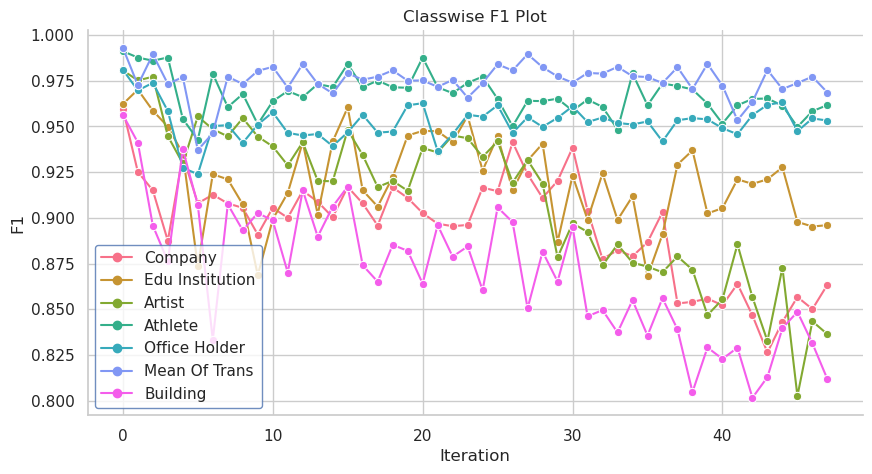 Classwise F1 Plot
1.000
0.975
0.950
0.925
0.900
0.875
0.850
0.825
0.800
F1
Company
Edu Institution
Artist
Athlete
Office Holder
Mean Of Trans
Building
0
10
20
30
40
Iteration